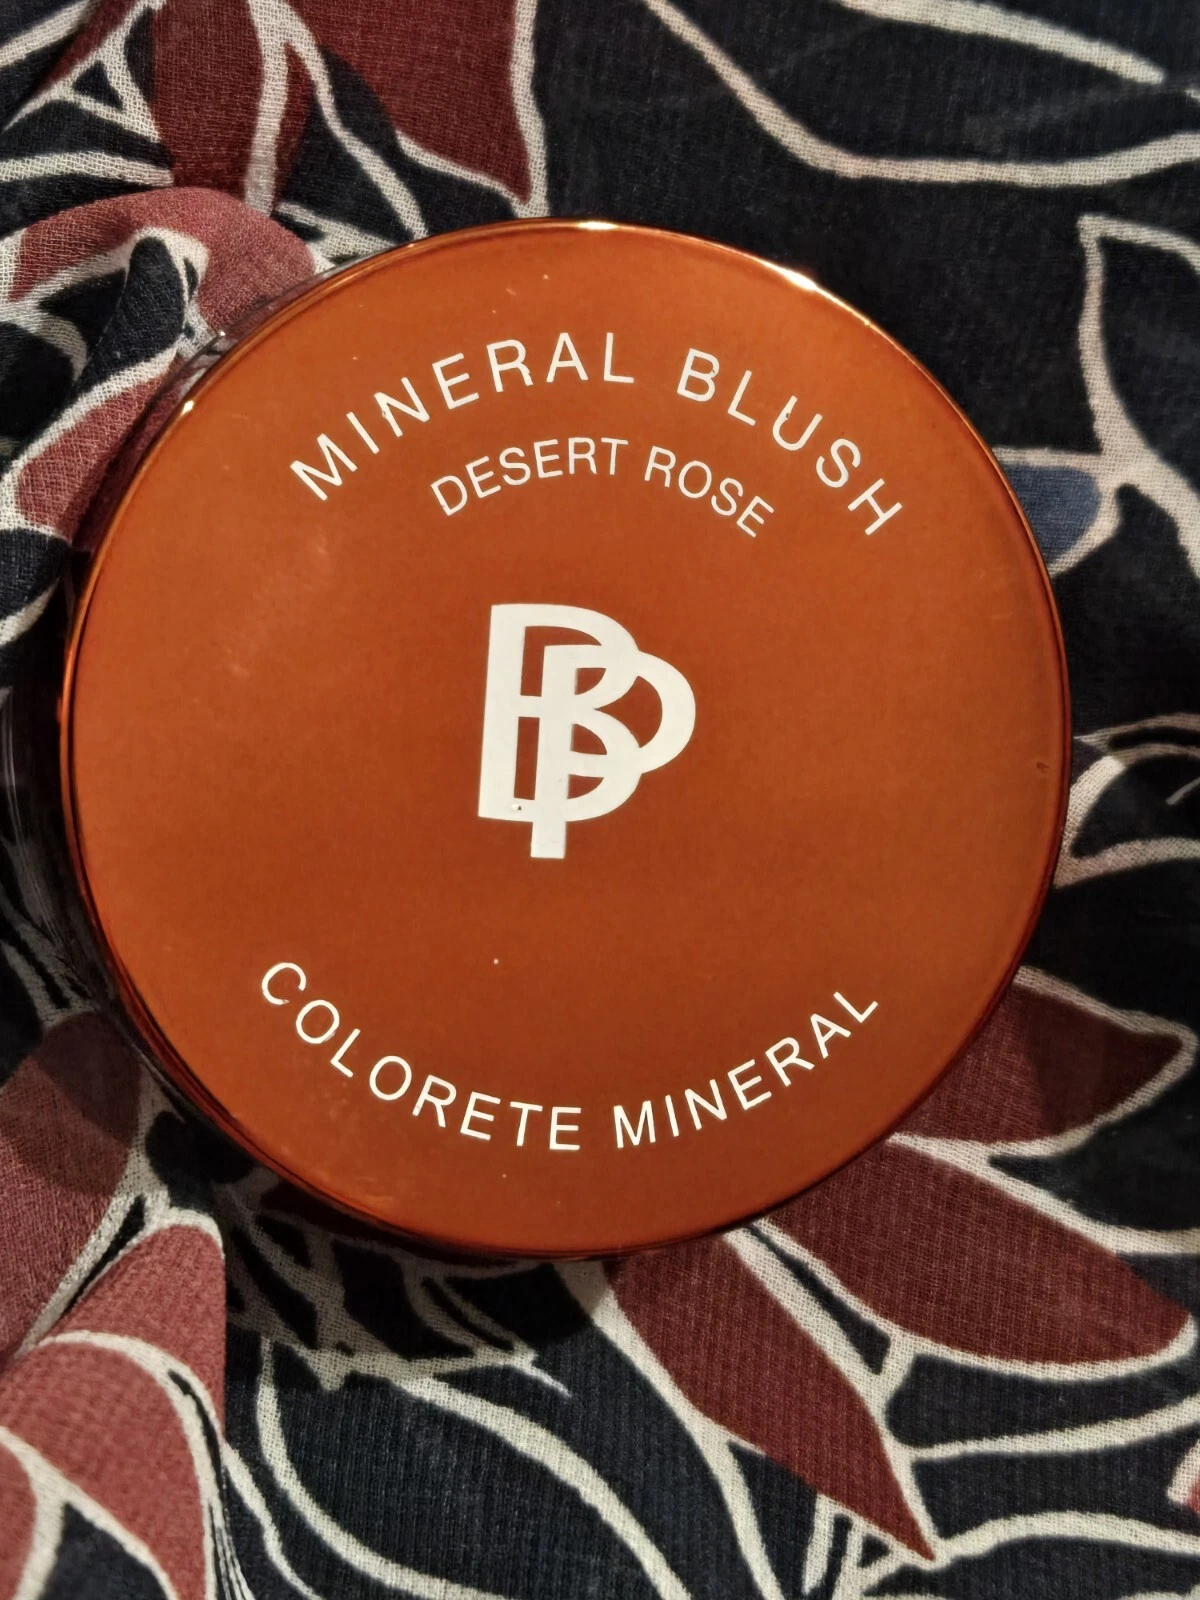 MINERAL BLUSH
DESERT ROSE
BP
COLORETE MINERAL